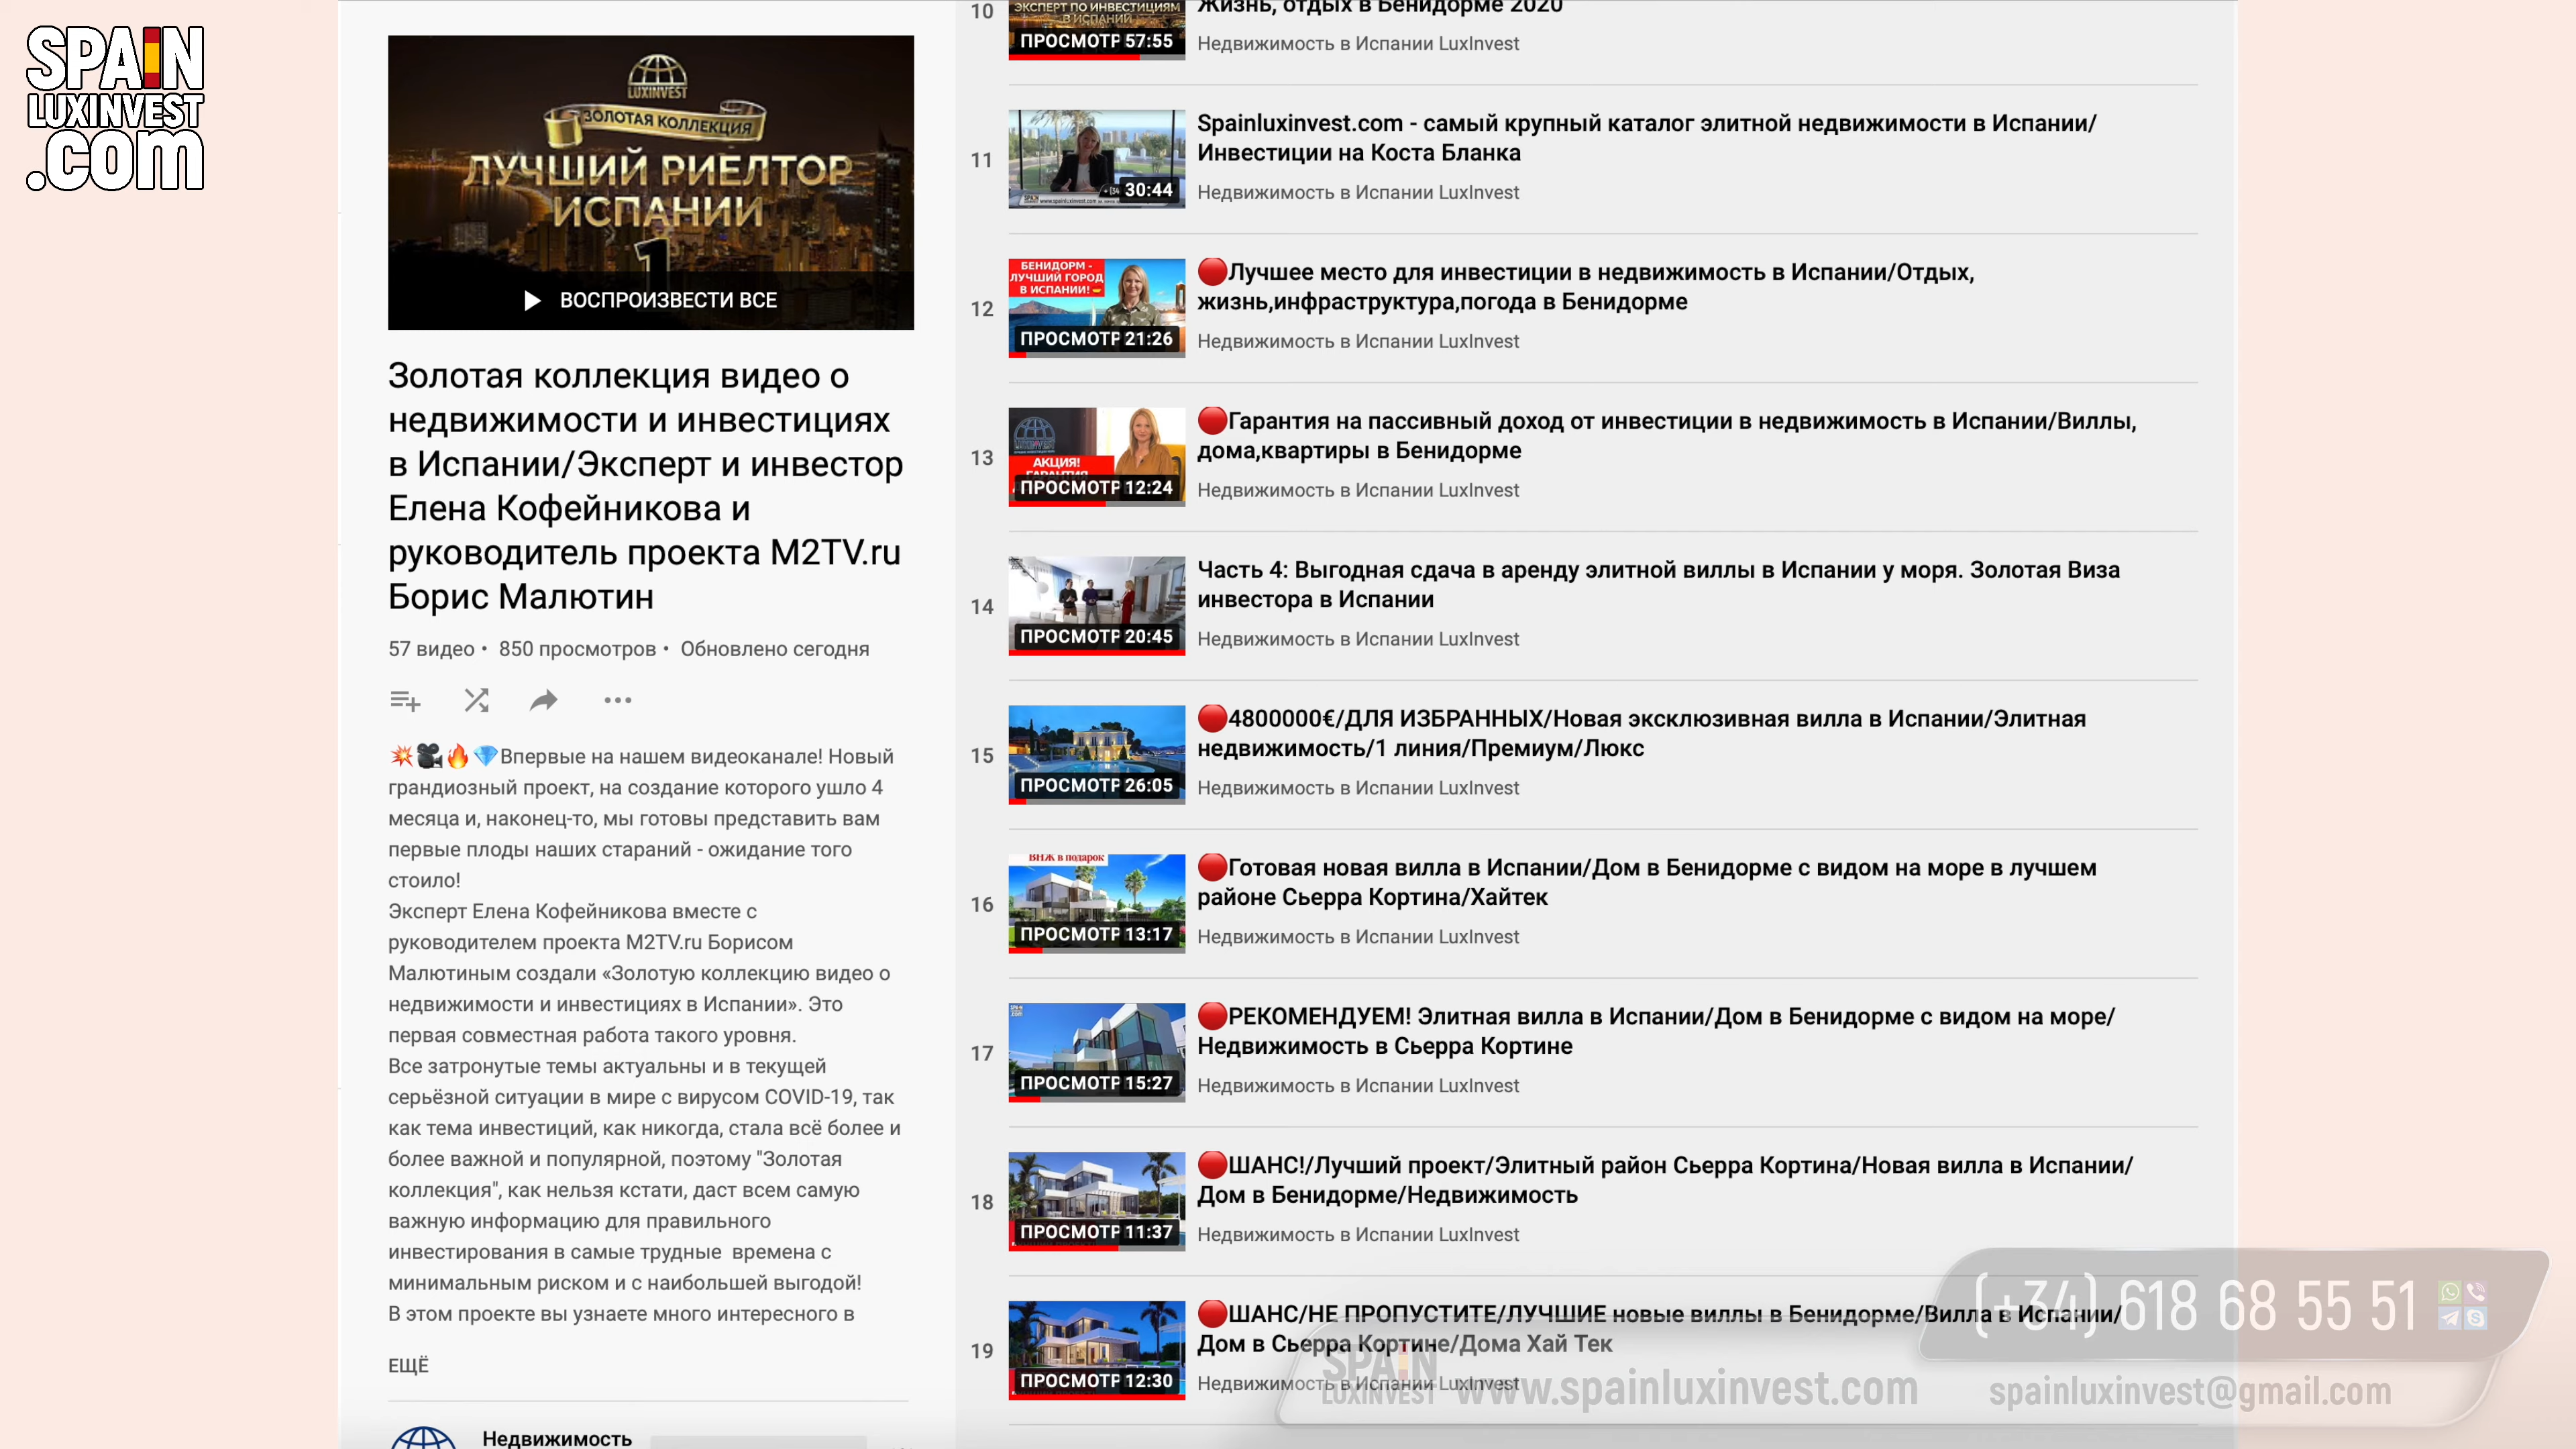 SPAIN
LUXINVEST
.com
LUXINVEST
ЗОЛОТАЯ КОЛЛЕКЦИЯ
ЛУЧШИЙ РИЕЛТОР
ИСПАНИИ
1
ВОСПРОИЗВЕСТИ ВСЕ
Золотая коллекция видео о
недвижимости и инвестициях
в Испании/Эксперт и инвестор
Елена Кофейникова и
руководитель проекта M2TV.ru
Борис Малютин
57 видео • 850 просмотров • Обновлено сегодня
💥🎥🔥💎Впервые на нашем видеоканале! Новый
грандиозный проект, на создание которого ушло 4
месяца и, наконец-то, мы готовы представить вам
первые плоды наших стараний - ожидание того
стоило!
Эксперт Елена Кофейникова вместе с
руководителем проекта M2TV.ru Борисом
Малютиным создали «Золотую коллекцию видео о
недвижимости и инвестициях в Испании». Это
первая совместная работа такого уровня.
Все затронутые темы актуальны и в текущей
серьёзной ситуации в мире с вирусом COVID-19, так
как тема инвестиций, как никогда, стала всё более и
более важной и популярной, поэтому "Золотая
коллекция", как нельзя кстати, даст всем самую
важную информацию для правильного
инвестирования в самые трудные времена с
минимальным риском и с наибольшей выгодой!
В этом проекте вы узнаете много интересного в
ЕЩЁ
Недвижимость
10
ЭКСПЕРТ ПО ИНВЕСТИЦИЯМ
В ИСПАНИИ
ПРОСМОТР 57:55
Жизнь, отдых в Бенидорме 2020
Недвижимость в Испании LuxInvest
11
30:44
Spainluxinvest.com - самый крупный каталог элитной недвижимости в Испании/
Инвестиции на Коста Бланка
Недвижимость в Испании LuxInvest
12
БЕНИДОРМ -
ЛУЧШИЙ ГОРОД
В ИСПАНИИ!
ПРОСМОТР 21:26
🔴Лучшее место для инвестиции в недвижимость в Испании/Отдых,
жизнь,инфраструктура,погода в Бенидорме
Недвижимость в Испании LuxInvest
13
АКЦИЯ!
ГАРАНТИЯ
ПРОСМОТР 12:24
🔴Гарантия на пассивный доход от инвестиции в недвижимость в Испании/Виллы,
дома,квартиры в Бенидорме
Недвижимость в Испании LuxInvest
14
ПРОСМОТР 20:45
Часть 4: Выгодная сдача в аренду элитной виллы в Испании у моря. Золотая Виза
инвестора в Испании
Недвижимость в Испании LuxInvest
15
ПРОСМОТР 26:05
🔴4800000€/ДЛЯ ИЗБРАННЫХ/Новая эксклюзивная вилла в Испании/Элитная
недвижимость/1 линия/Премиум/Люкс
Недвижимость в Испании LuxInvest
16
ВНЖ в подарок
ПРОСМОТР 13:17
🔴Готовая новая вилла в Испании/Дом в Бенидорме с видом на море в лучшем
районе Сьерра Кортина/Хайтек
Недвижимость в Испании LuxInvest
17
ПРОСМОТР 15:27
🔴РЕКОМЕНДУЕМ! Элитная вилла в Испании/Дом в Бенидорме с видом на море/
Недвижимость в Сьерра Кортине
Недвижимость в Испании LuxInvest
18
ПРОСМОТР 11:37
🔴ШАНС!/Лучший проект/Элитный район Сьерра Кортина/Новая вилла в Испании/
Дом в Бенидорме/Недвижимость
Недвижимость в Испании LuxInvest
19
ПРОСМОТР 12:30
🔴ШАНС/НЕ ПРОПУСТИТЕ/ЛУЧШИЕ новые виллы в Бенидорме/Вилла в Испании/
Дом в Сьерра Кортине/Дома Хай Тек
Недвижимость в Испании LuxInvest
(+34) 618 68 55 51
SPAIN
LUXINVEST
www.spainluxinvest.com
spainluxinvest@gmail.com